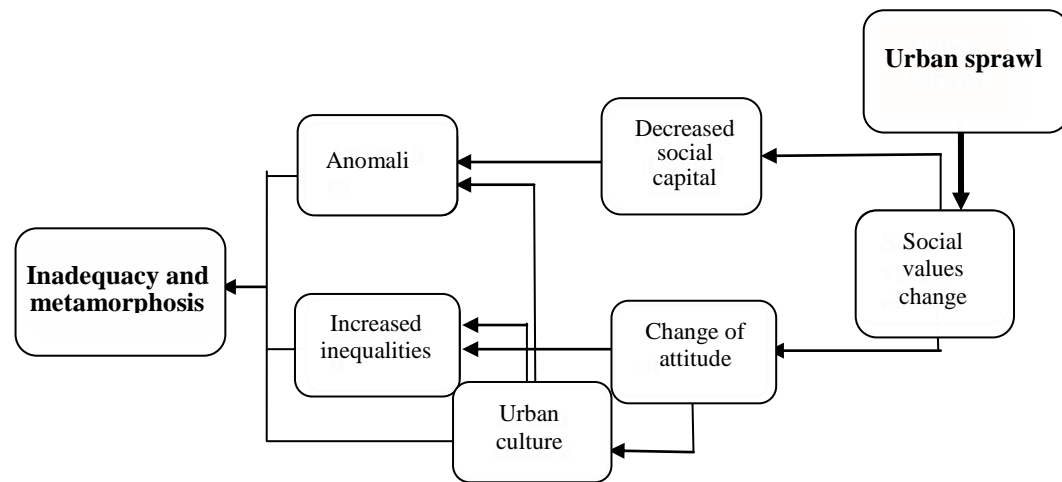 Urban sprawl
Decreased
social
capital
Anomali
Social
values
change
Inadequacy and
metamorphosis
Increased
inequalities
Change of
attitude
Urban
culture